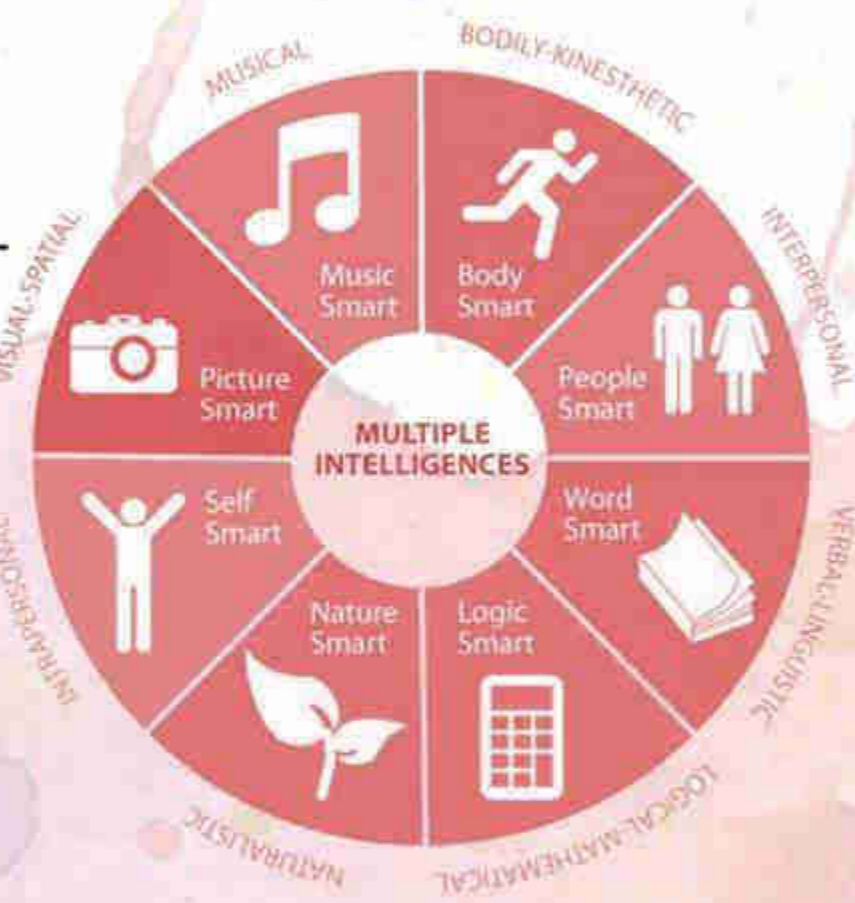 MUSICAL
BODILY-KINESTHETIC
INTERPERSONAL
VERBAL-LINGUISTIC
LOGICAL-MATHEMATICAL
NATURALISTIC
INTRAPERSONAL
VISUAL-SPATIAL
Music
Smart
Body
Smart
People
Smart
Word
Smart
Logic
Smart
Nature
Smart
Self
Smart
Picture
Smart
MULTIPLE
INTELLIGENCES